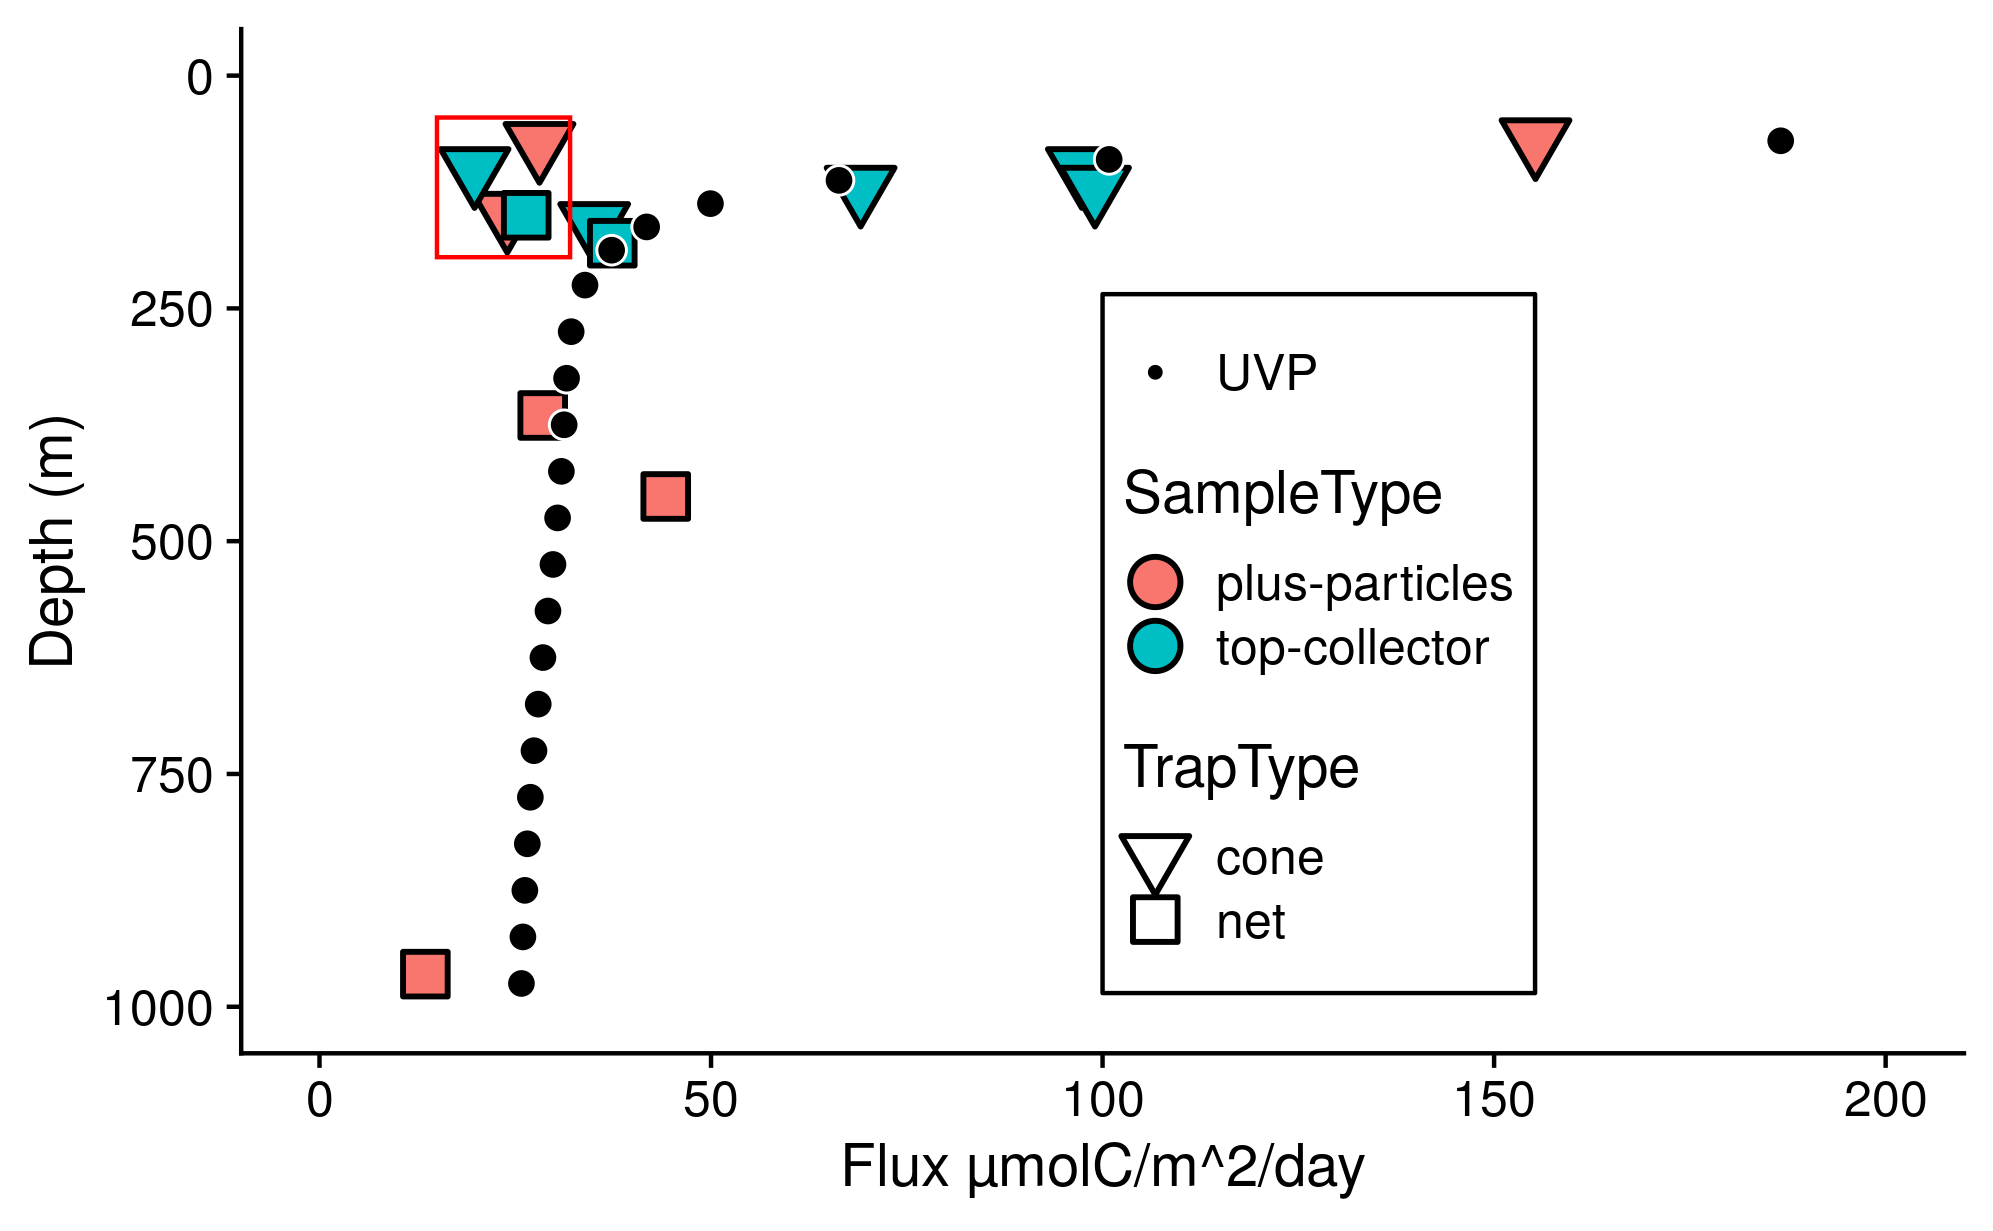 0
250
500
750
1000
Depth (m)
UVP
SampleType
plus-particles
top-collector
TrapType
cone
net
0 50 100 150 200
Flux µmolC/m^2/day